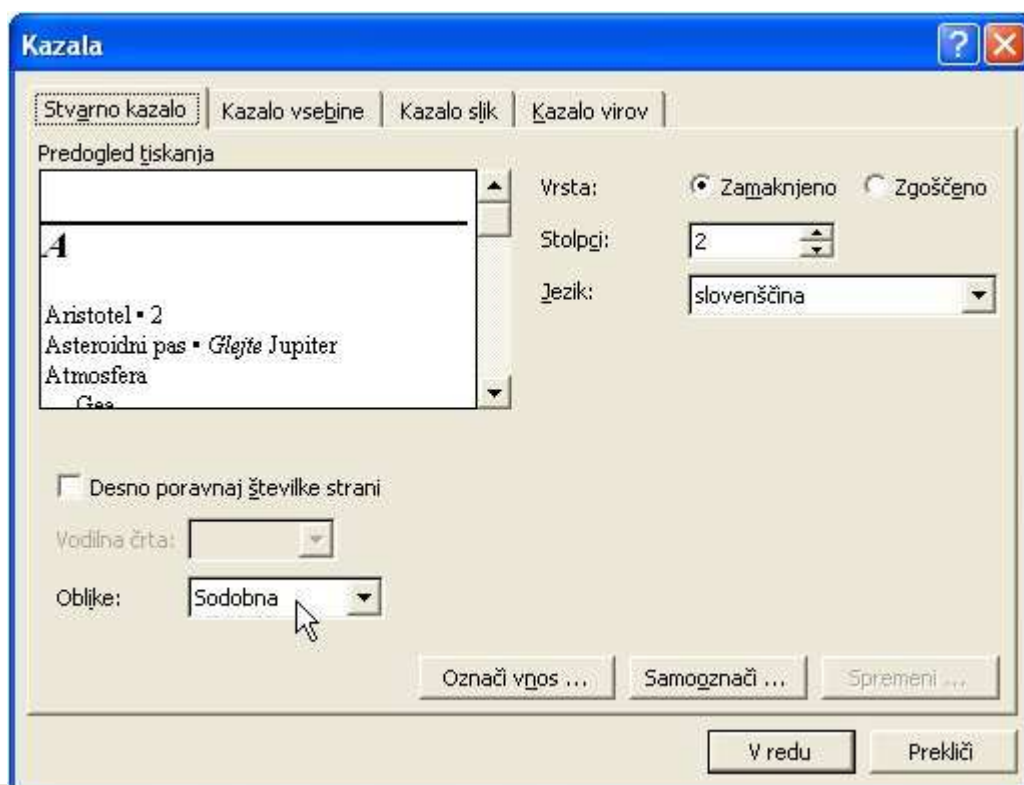 Kazala
Stvarno kazalo
Kazalo vsebine
Kazalo slik
Kazalo virov
Predogled tiskanja
A
Aristotel ▪ 2
Asteroidni pas ▪ Glejte Jupiter
Atmosfera
Gea
Vrsta: Zamaknjeno Zgoščeno
Stolpci: 2
Jezik: slovenščina
Desno poravnaj številke strani
Vodilna črta:
Oblike: Sodobna
Označi vnos ...
Samooznači ...
Spremeni ...
V redu
Prekliči